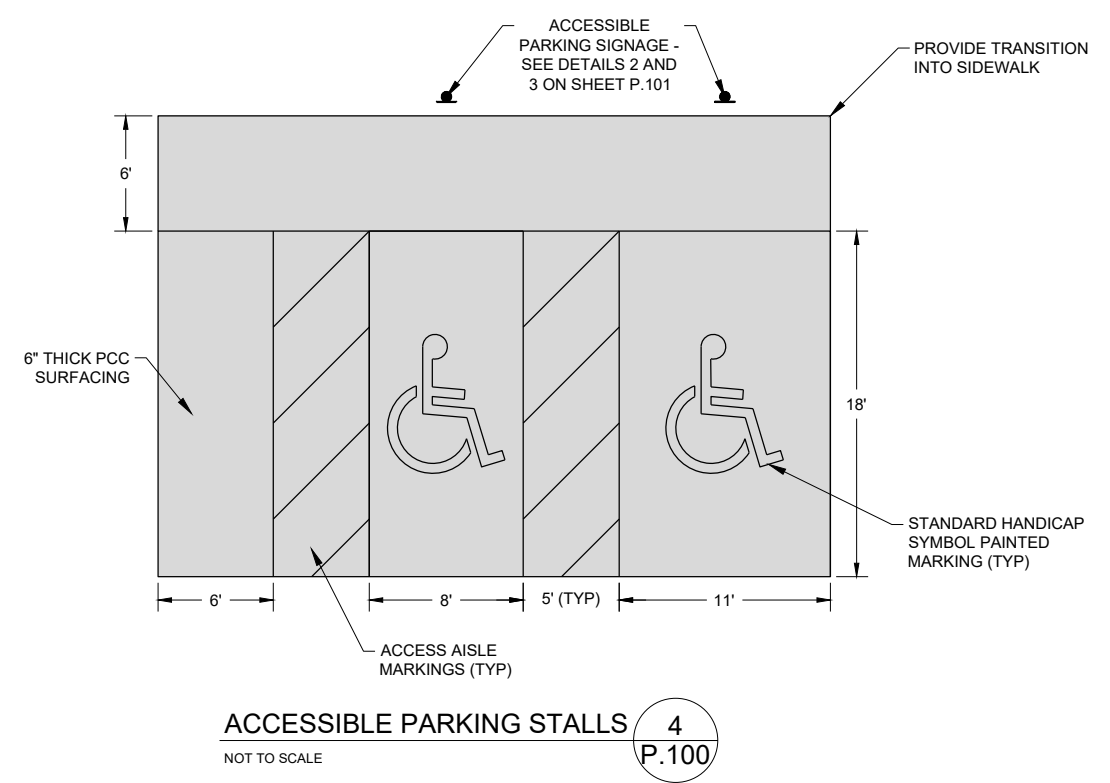 ACCESSIBLE
PARKING SIGNAGE -
SEE DETAILS 2 AND
3 ON SHEET P.101
PROVIDE TRANSITION
INTO SIDEWALK
6'
6" THICK PCC
SURFACING
18'
STANDARD HANDICAP
SYMBOL PAINTED
MARKING (TYP)
6'
8'
5' (TYP)
11'
ACCESS AISLE
MARKINGS (TYP)
ACCESSIBLE PARKING STALLS
NOT TO SCALE
4
P.100